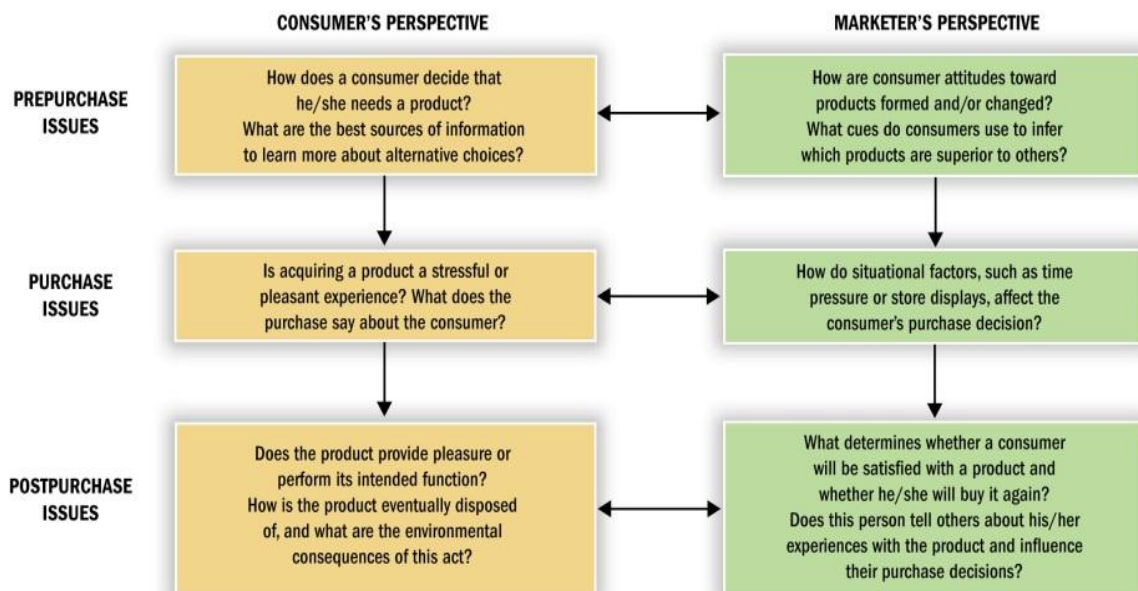 CONSUMER'S PERSPECTIVE
MARKETER'S PERSPECTIVE
PREPURCHASE
ISSUES
How does a consumer decide that
he/she needs a product?
What are the best sources of information
to learn more about alternative choices?
How are consumer attitudes toward
products formed and/or changed?
What cues do consumers use to infer
which products are superior to others?
PURCHASE
ISSUES
Is acquiring a product a stressful or
pleasant experience? What does the
purchase say about the consumer?
How do situational factors, such as time
pressure or store displays, affect the
consumer's purchase decision?
POSTPURCHASE
ISSUES
Does the product provide pleasure or
perform its intended function?
How is the product eventually disposed
of, and what are the environmental
consequences of this act?
What determines whether a consumer
will be satisfied with a product and
whether he/she will buy it again?
Does this person tell others about his/her
experiences with the product and influence
their purchase decisions?